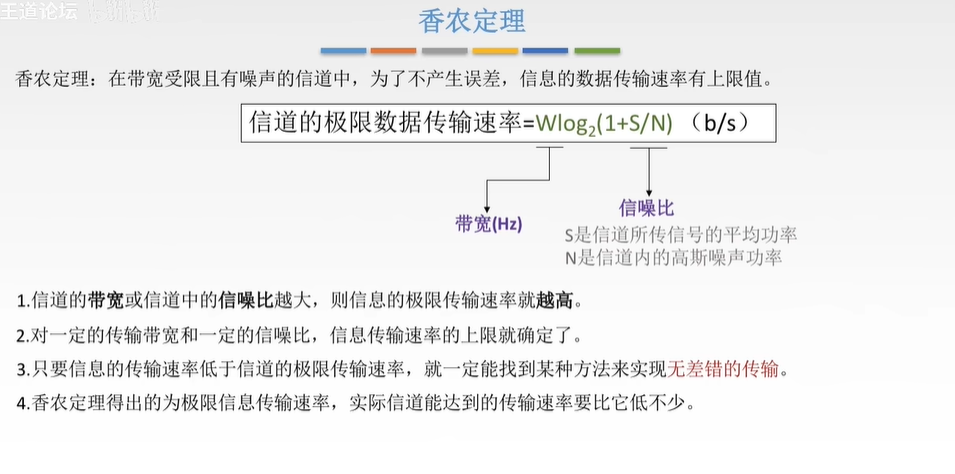 王道论坛
香农定理
香农定理：在带宽受限且有噪声的信道中，为了不产生误差，信息的数据传输速率有上限值。
信道的极限数据传输速率=Wlog₂(1+S/N) （b/s）
带宽(Hz)
信噪比
S是信道所传信号的平均功率
N是信道内的高斯噪声功率
1.信道的带宽或信道中的信噪比越大，则信息的极限传输速率就越高。
2.对一定的传输带宽和一定的信噪比，信息传输速率的上限就确定了。
3.只要信息的传输速率低于信道的极限传输速率，就一定能找到某种方法来实现无差错的传输。
4.香农定理得出的为极限信息传输速率，实际信道能达到的传输速率要比它低不少。